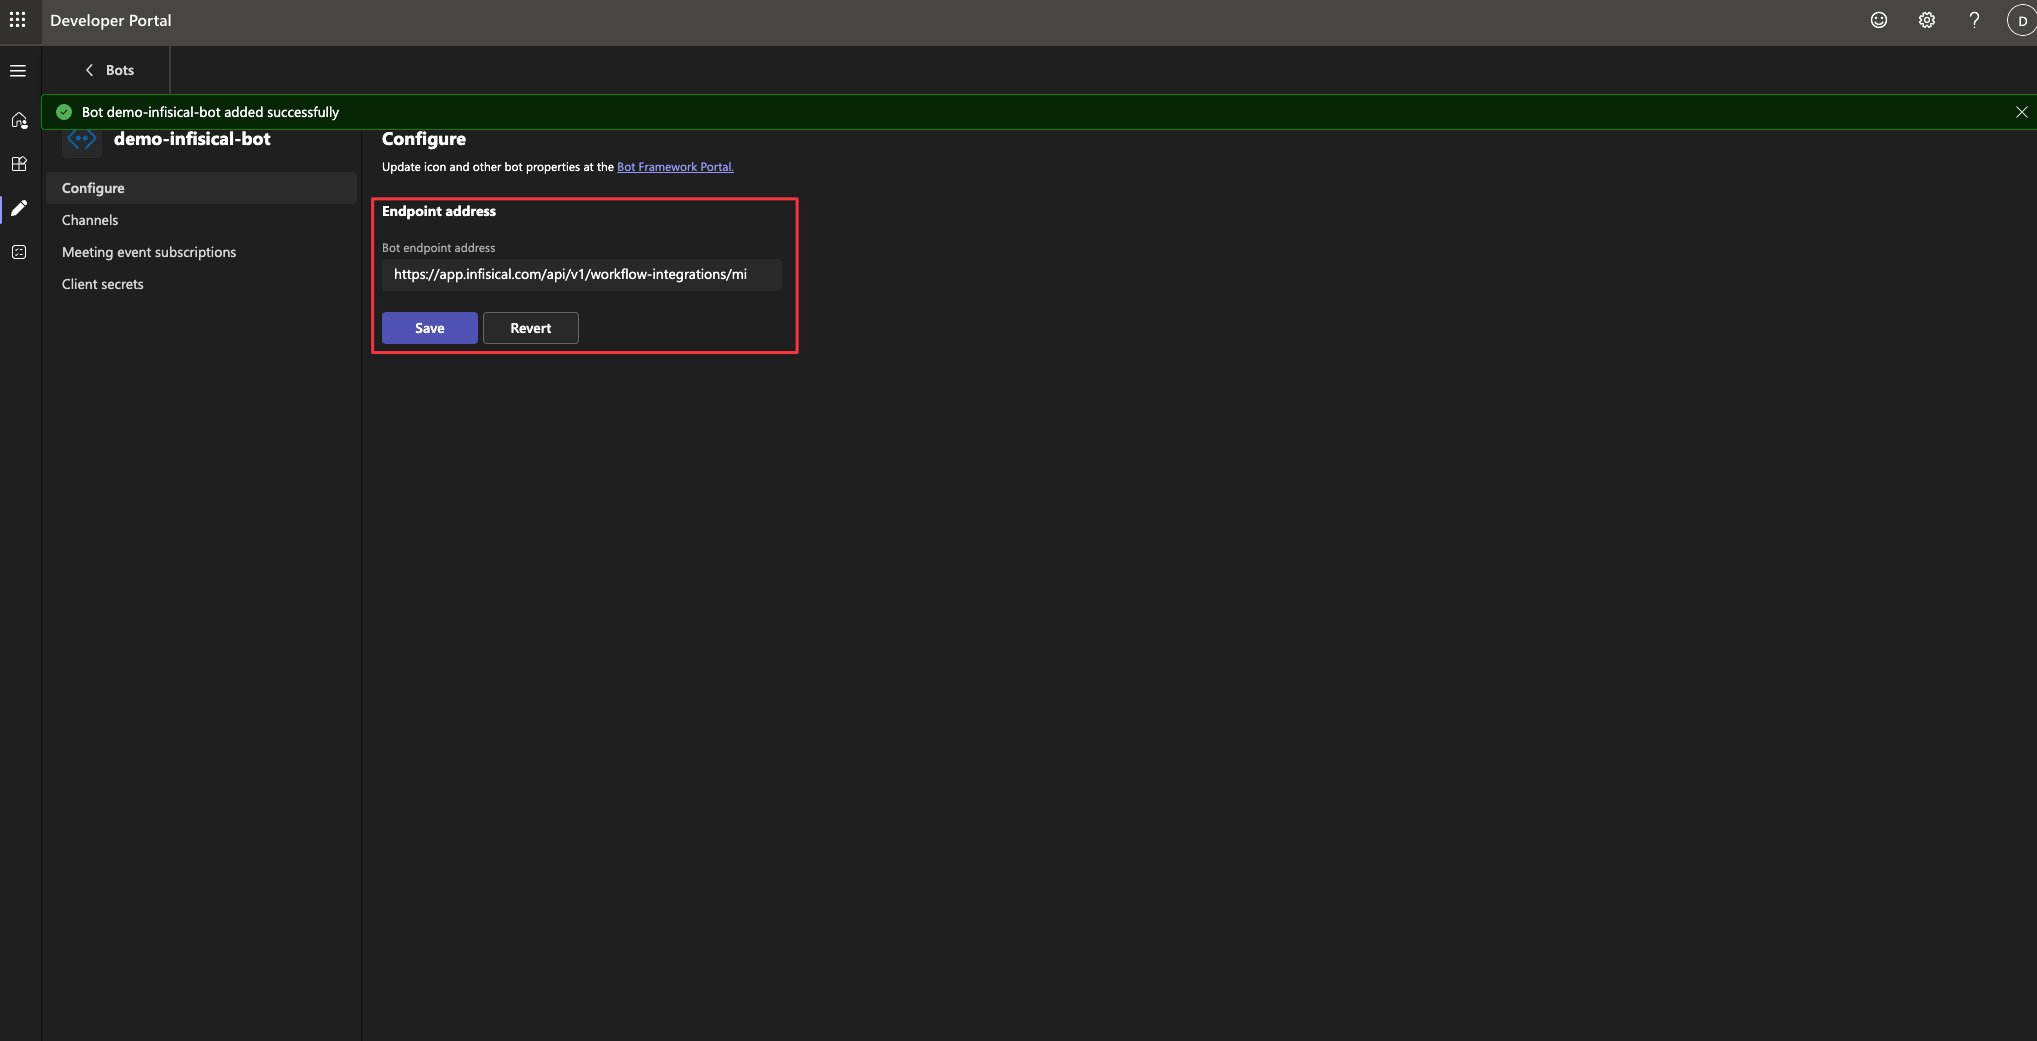 Developer Portal
?
D
Bots
Bot demo-infisical-bot added successfully
demo-infisical-bot
Configure
Channels
Meeting event subscriptions
Client secrets
Configure
Update icon and other bot properties at the Bot Framework Portal.
Endpoint address
Bot endpoint address
https://app.infisical.com/api/v1/workflow-integrations/mi
Save Revert